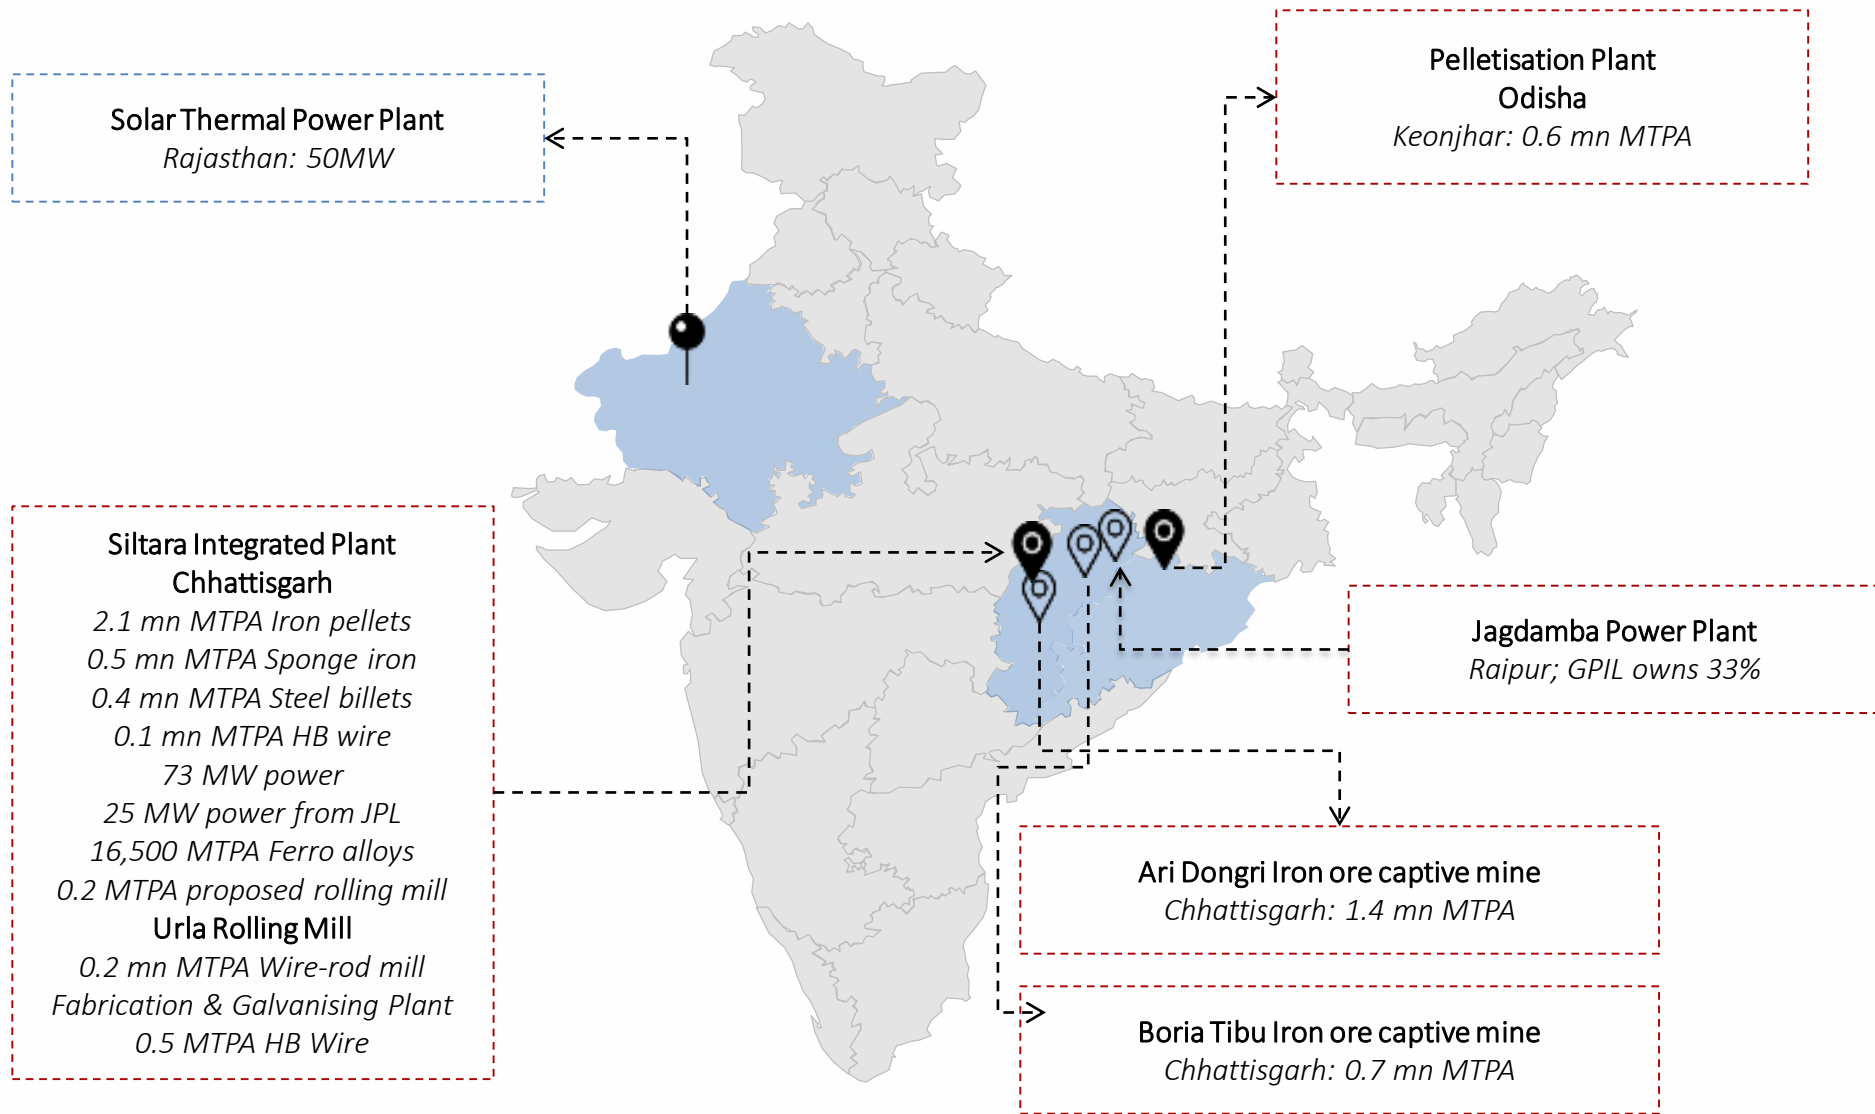 Solar Thermal Power Plant
Rajasthan: 50MW
Pelletisation Plant
Odisha
Keonjhar: 0.6 mn MTPA
Siltara Integrated Plant
Chhattisgarh
2.1 mn MTPA Iron pellets
0.5 mn MTPA Sponge iron
0.4 mn MTPA Steel billets
0.1 mn MTPA HB wire
73 MW power
25 MW power from JPL
16,500 MTPA Ferro alloys
0.2 MTPA proposed rolling mill
Urla Rolling Mill
0.2 mn MTPA Wire-rod mill
Fabrication & Galvanising Plant
0.5 MTPA HB Wire
Jagdamba Power Plant
Raipur; GPIL owns 33%
Ari Dongri Iron ore captive mine
Chhattisgarh: 1.4 mn MTPA
Boria Tibu Iron ore captive mine
Chhattisgarh: 0.7 mn MTPA